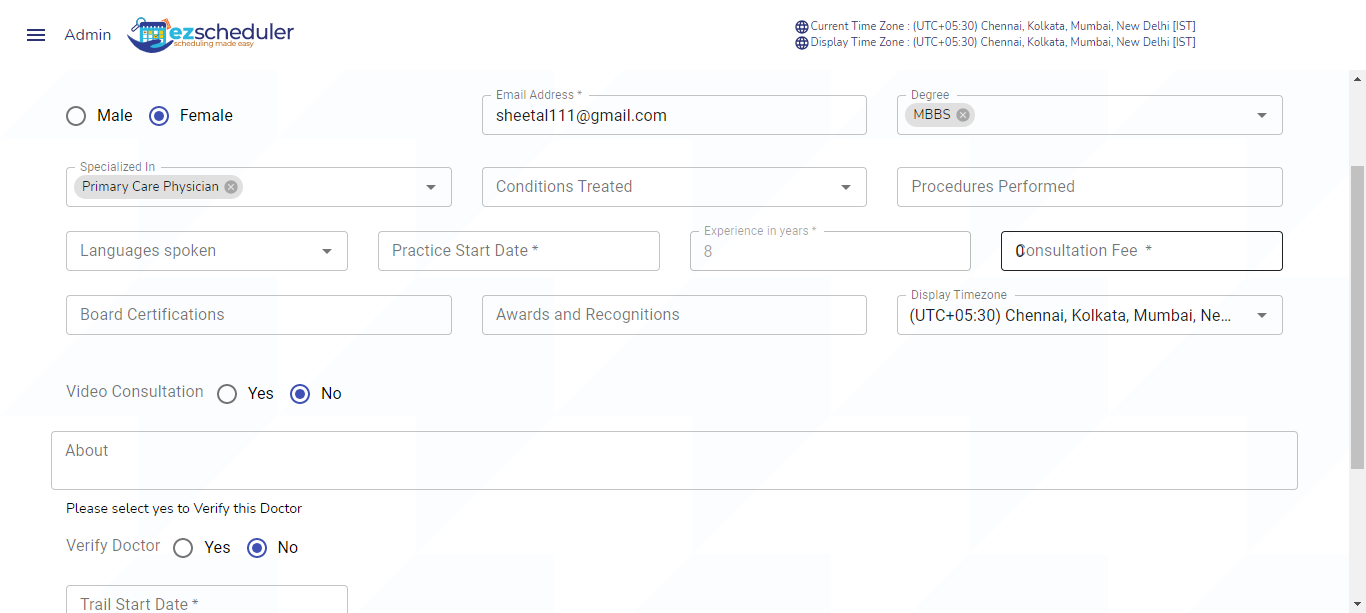 Admin
ezscheduler
scheduling made easy
Current Time Zone : (UTC+05:30) Chennai, Kolkata, Mumbai, New Delhi [IST]
Display Time Zone : (UTC+05:30) Chennai, Kolkata, Mumbai, New Delhi [IST]
Male Female
Email Address *
sheetal111@gmail.com
Degree
MBBS
Specialized In
Primary Care Physician
Conditions Treated
Procedures Performed
Languages spoken
Practice Start Date *
Experience in years *
8
0
Consultation Fee *
Board Certifications
Awards and Recognitions
Display Timezone
(UTC+05:30) Chennai, Kolkata, Mumbai, Ne...
Video Consultation Yes No
About
Please select yes to Verify this Doctor
Verify Doctor Yes No
Trail Start Date *